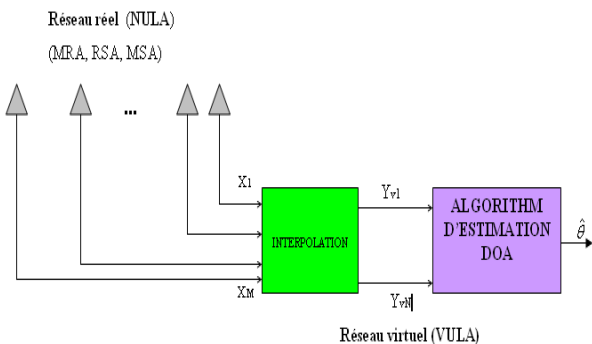 Réseau réel (NULA)
(MRA, RSA, MSA)
...
X1
XM
INTERPOLATION
Yv1
YvN
ALGORITHM
D'ESTIMATION
DOA
θ̂
Réseau virtuel (VULA)